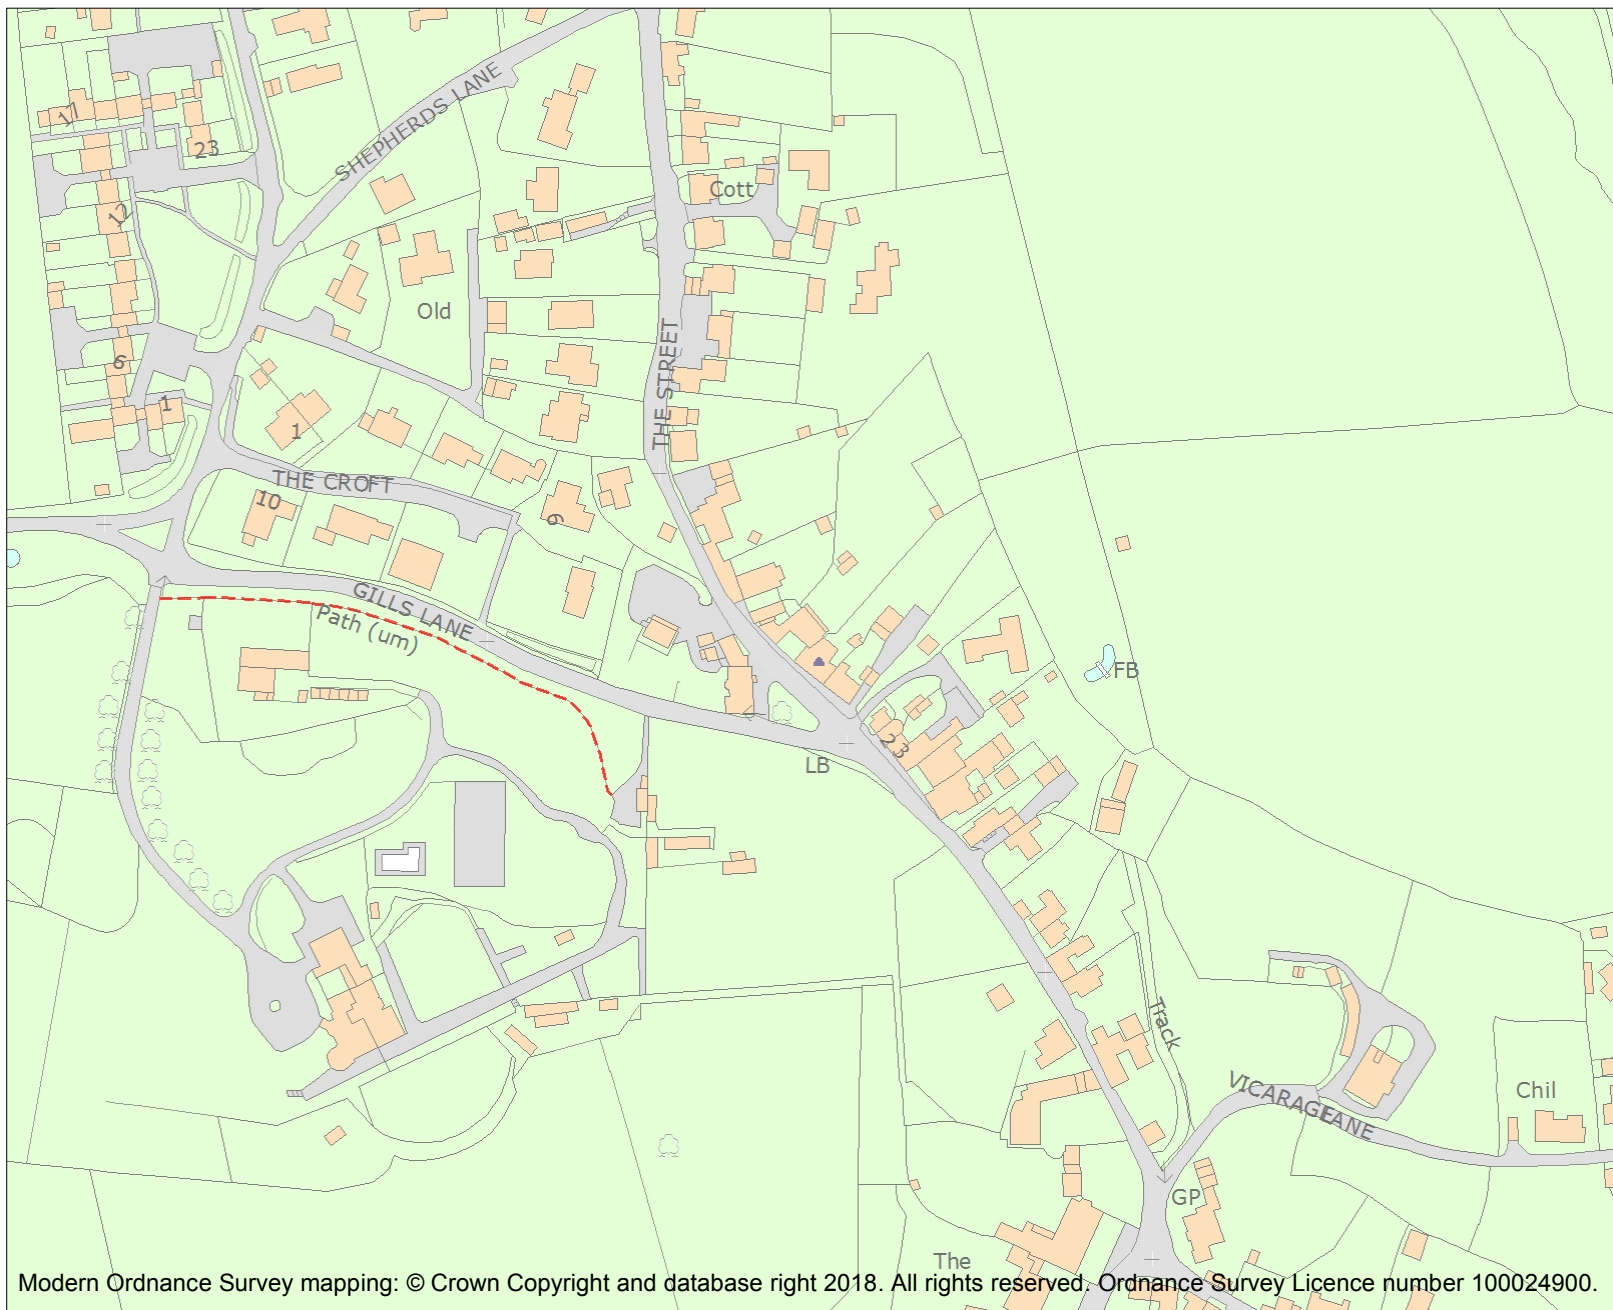 17
23
SHEPHERDS LANE
12
Cott
Old
6
1
1
THE STREET
THE CROFT
10
9
GILLS LANE
Path (um)
FB
23
LB
Track
VICARAGE LANE
Chil
GP
The
Modern Ordnance Survey mapping: © Crown Copyright and database right 2018. All rights reserved. Ordnance Survey Licence number 100024900.